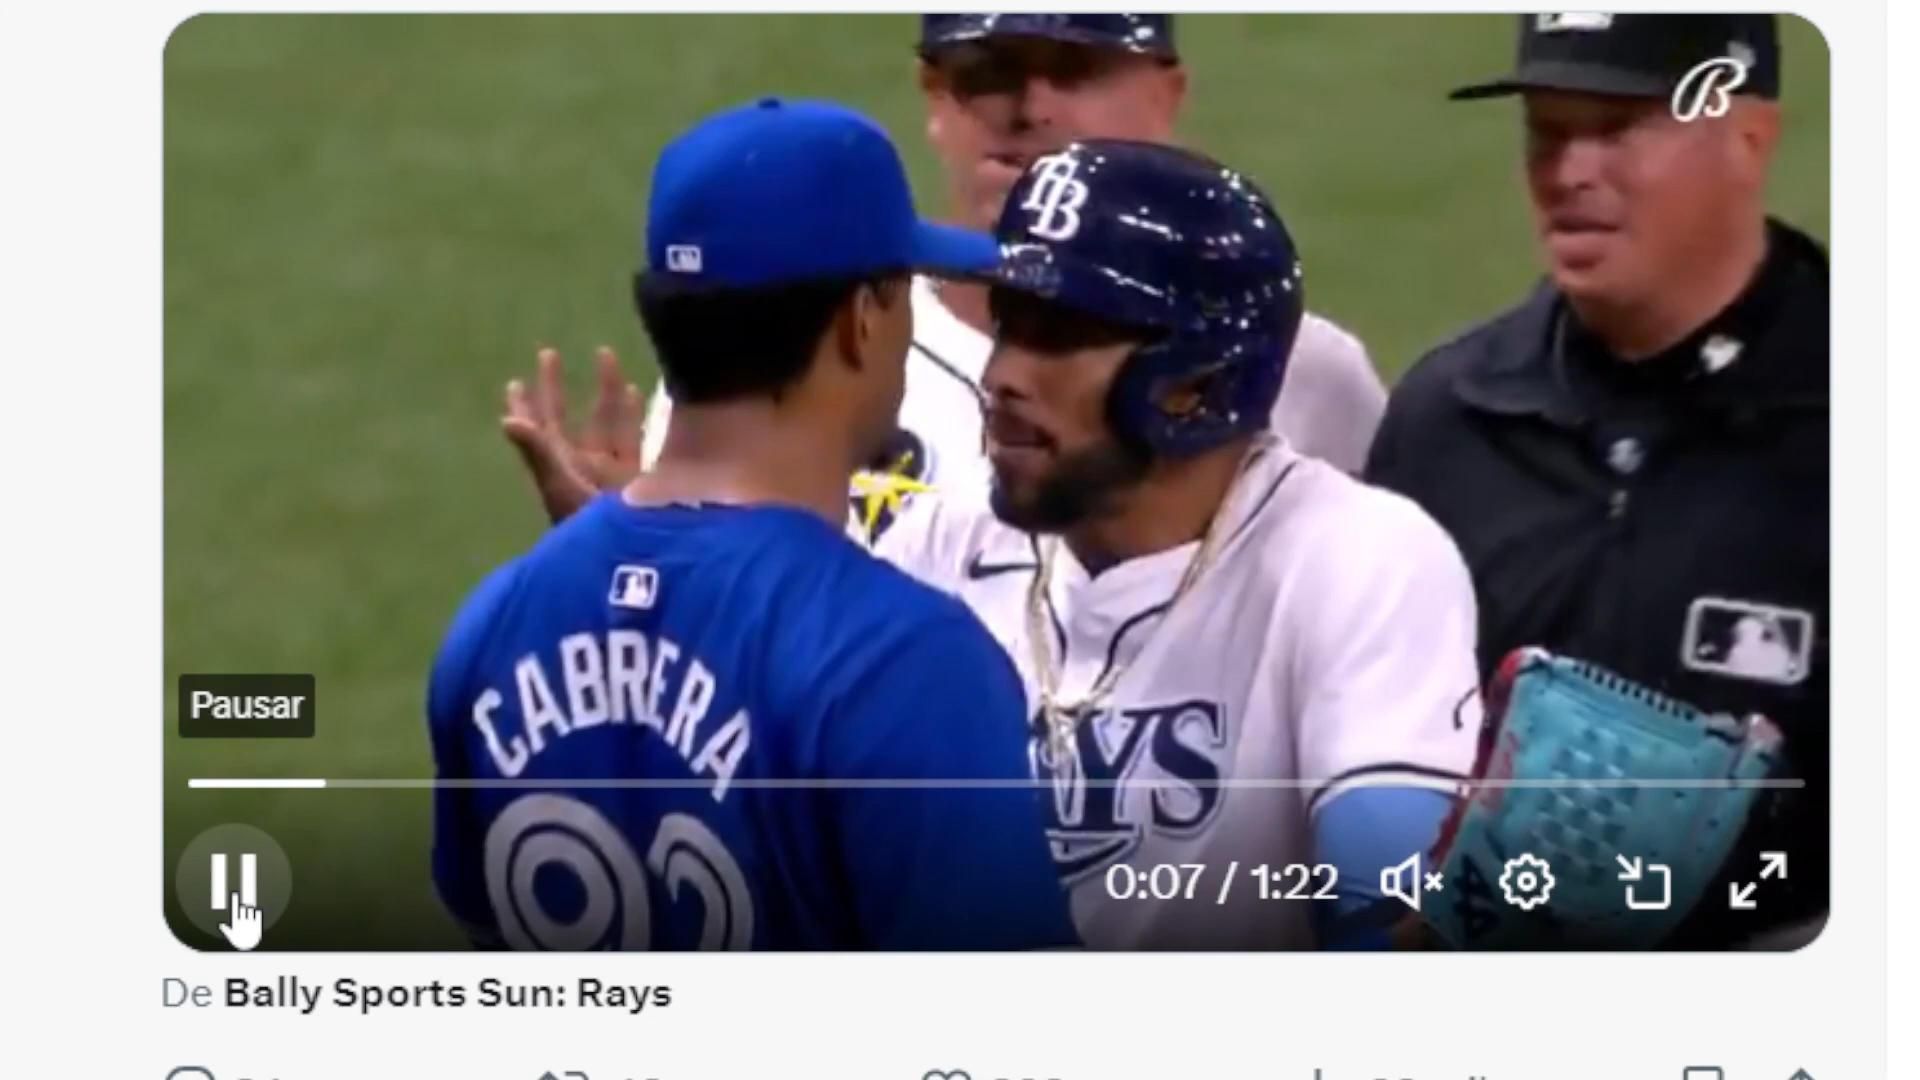 B
TB
CABRERA
92
RAYS
Pausar
0:07 / 1:22
De Bally Sports Sun: Rays